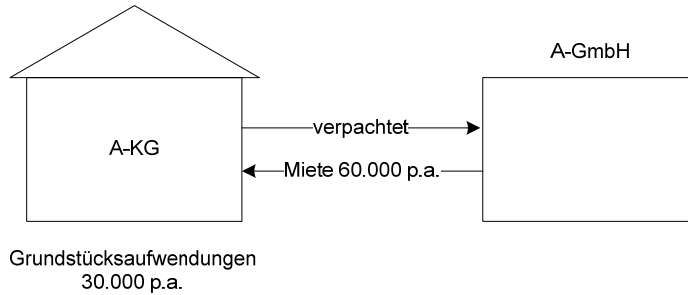 A-GmbH
A-KG
verpachtet
Miete 60.000 p.a.
Grundstücksaufwendungen
30.000 p.a.